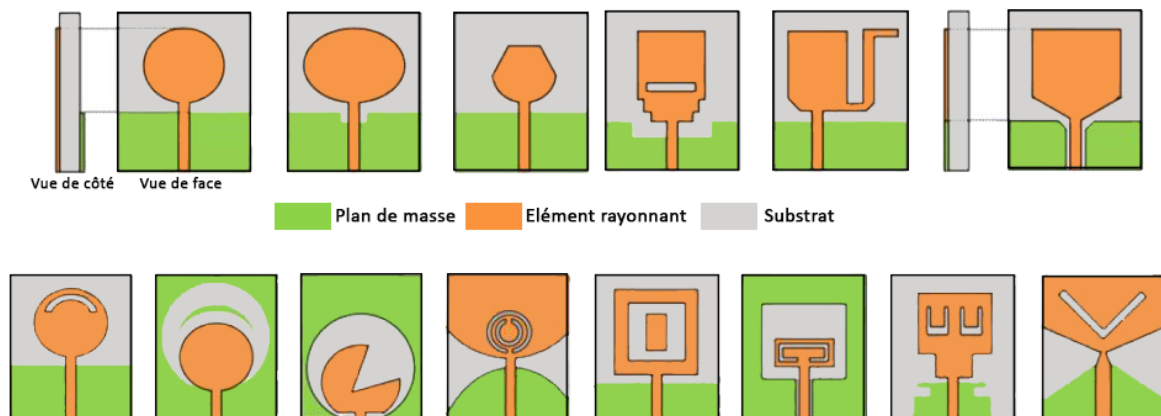 Vue de côté
Vue de face
Plan de masse
Elément rayonnant
Substrat